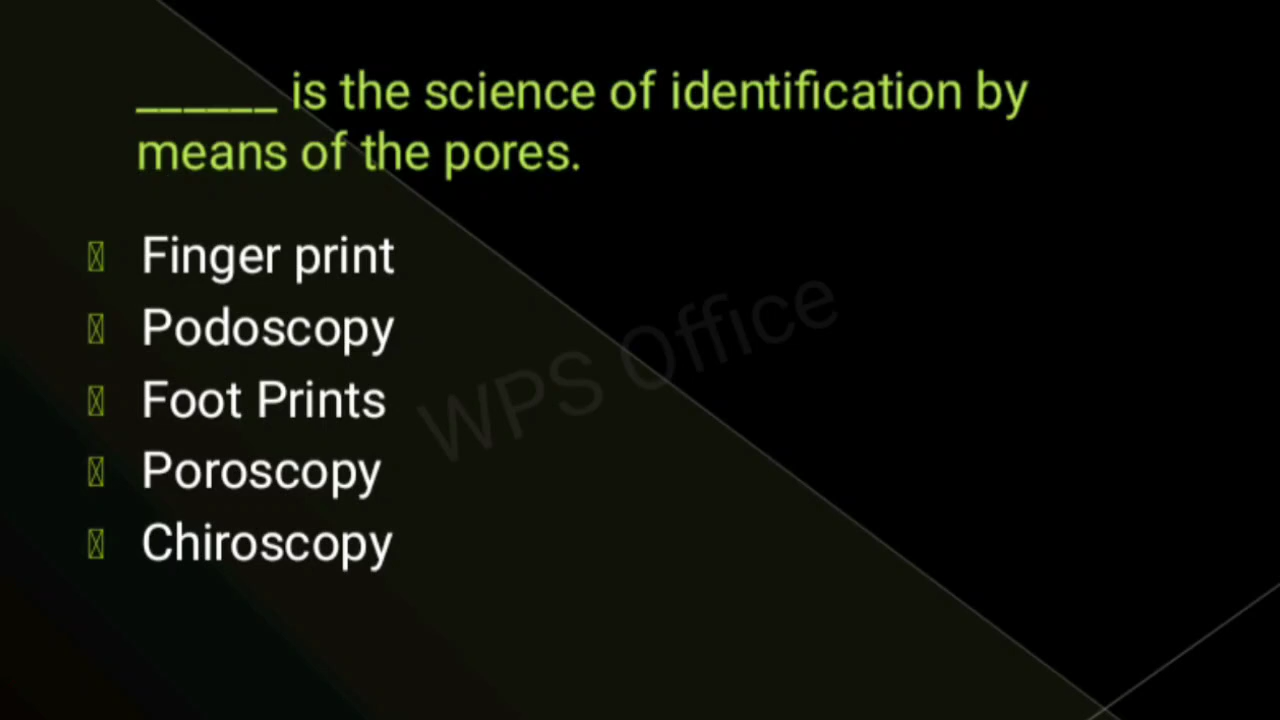 ______ is the science of identification by
means of the pores.
Finger print
Podoscopy
Foot Prints
Poroscopy
Chiroscopy
WPS Office